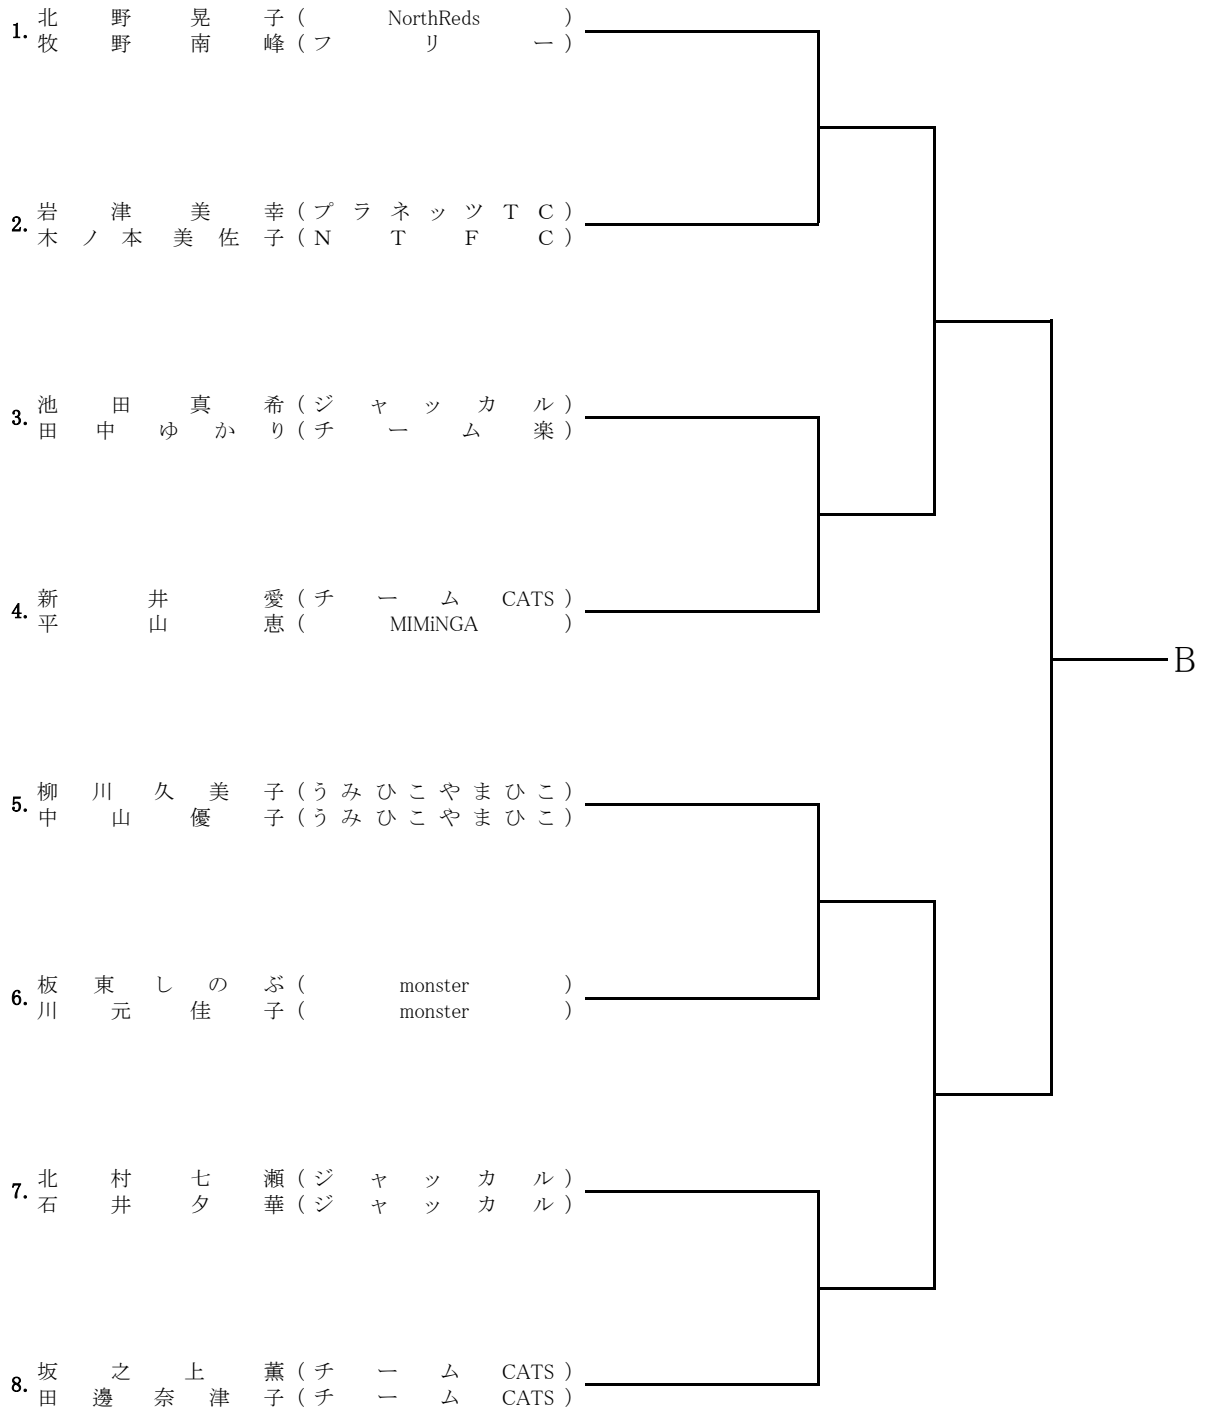 1. 北野晃子(NorthReds)
牧野南峰(フリー)
2. 岩津美幸(プラネッツTC)
木ノ本美佐子(NTFC)
3. 池田真希(ジャッカル)
田中ゆかり(チーム楽)
4. 新井愛(チームCATS)
平山恵(MIMiNGA)
B
5. 柳川久美子(うみひこやまひこ)
中山優子(うみひこやまひこ)
6. 板東しのぶ(monster)
川元佳子(monster)
7. 北村七瀬(ジャッカル)
石井夕華(ジャッカル)
8. 坂之上薫(チームCATS)
田邊奈津子(チームCATS)